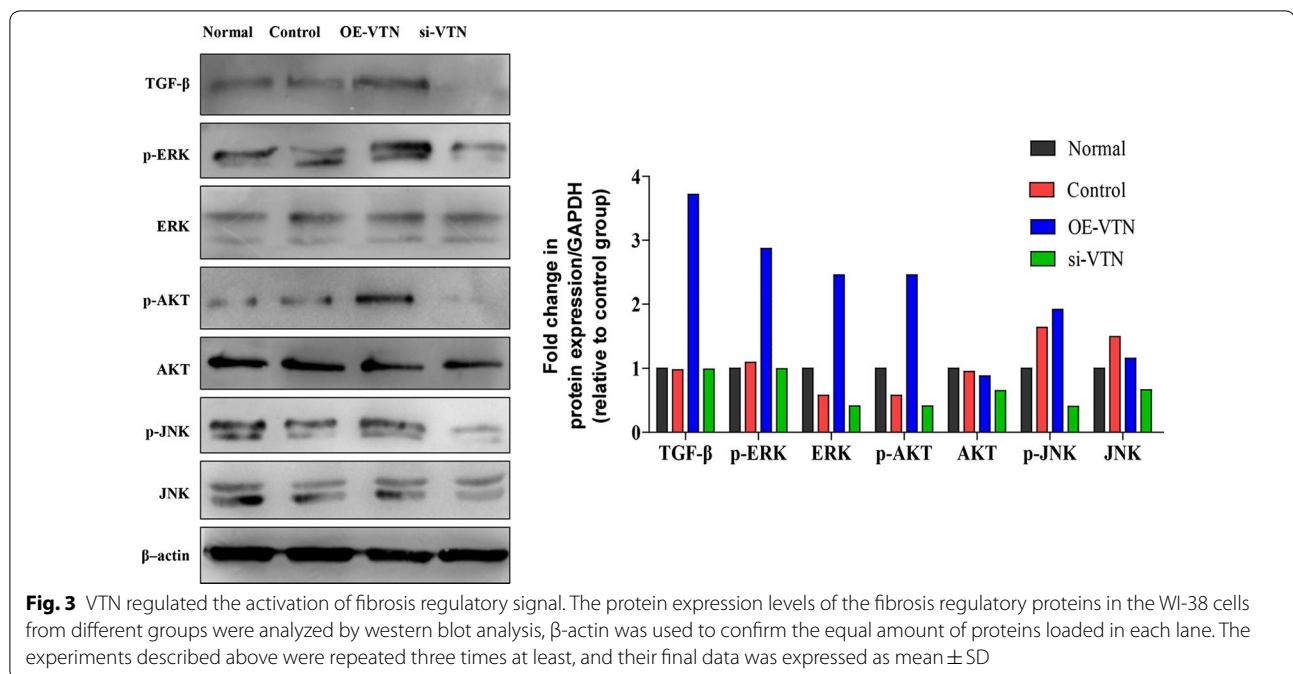 Normal Control OE-VTN si-VTN
TGF-β
p-ERK
ERK
p-AKT
AKT
p-JNK
JNK
β–actin
Fold change in
protein expression/GAPDH
(relative to control group)
4
3
2
1
0
TGF-β p-ERK ERK p-AKT AKT p-JNK JNK
Normal
Control
OE-VTN
si-VTN
Fig. 3 VTN regulated the activation of fibrosis regulatory signal. The protein expression levels of the fibrosis regulatory proteins in the WI-38 cells
from different groups were analyzed by western blot analysis, β-actin was used to confirm the equal amount of proteins loaded in each lane. The
experiments described above were repeated three times at least, and their final data was expressed as mean ± SD